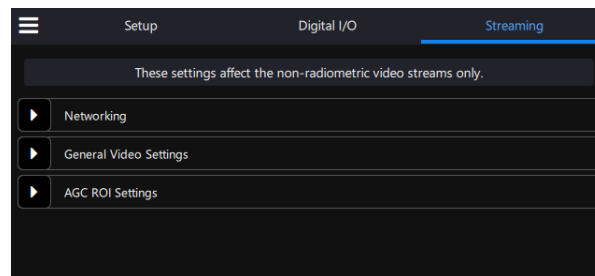 Setup Digital I/O Streaming
These settings affect the non-radiometric video streams only.
Networking
General Video Settings
AGC ROI Settings